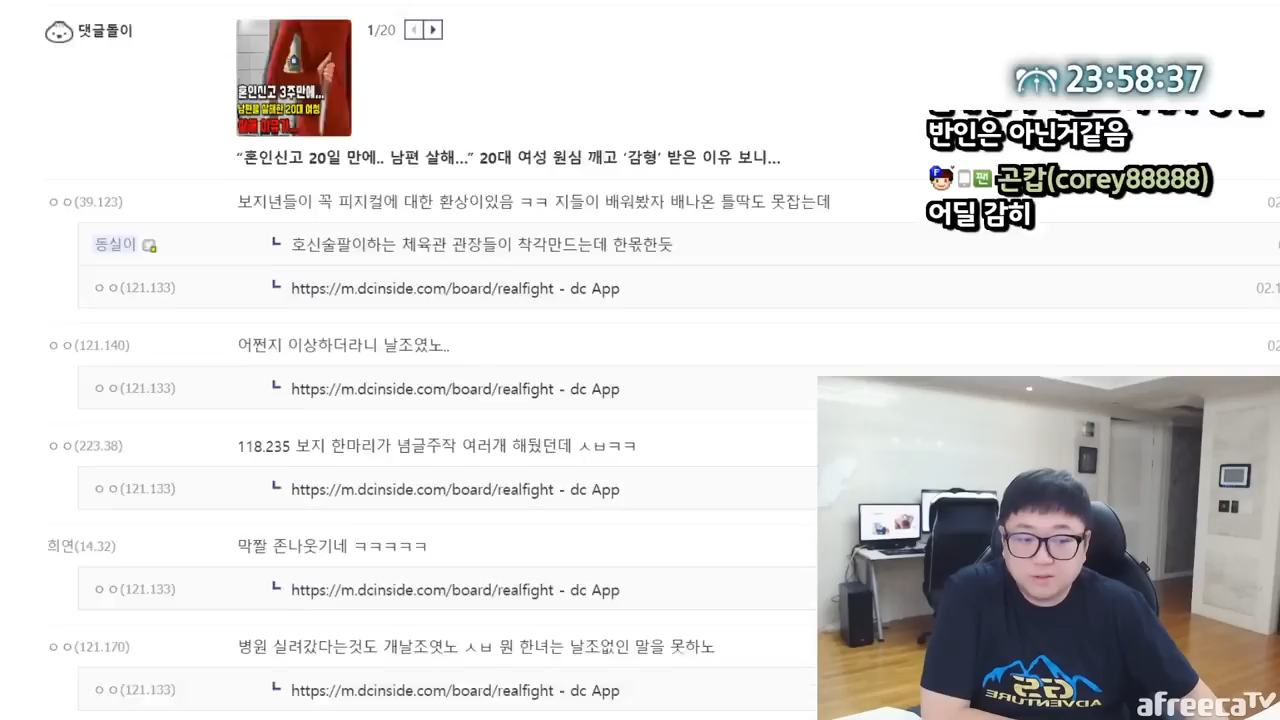 댓글돌이
혼인신고 3주만에...
남편을 살해한 20대 여성
1/20
“혼인신고 20일 만에.. 남편 살해...” 20대 여성 원심 깨고 ‘감형’ 받은 이유 보니...
23:58:37
반인은 아닌거같음
팬 곤캅(corey88888)
어딜 감히
ㅇㅇ(39.123)
보지년들이 꼭 피지컬에 대한 환상이있음 ㅋㅋ 지들이 배워봤자 배나온 틀딱도 못잡는데
02
동실이
┗ 호신술팔이하는 체육관 관장들이 착각만드는데 한몫한듯
ㅇㅇ(121.133)
┗ https://m.dcinside.com/board/realfight - dc App
02.1
ㅇㅇ(121.140)
어쩐지 이상하더라니 날조였노..
02
ㅇㅇ(121.133)
┗ https://m.dcinside.com/board/realfight - dc App
ㅇㅇ(223.38)
118.235 보지 한마리가 념글주작 여러개 해뒀던데 ㅅㅂㅋㅋ
ㅇㅇ(121.133)
┗ https://m.dcinside.com/board/realfight - dc App
희연(14.32)
막짤 존나웃기네 ㅋㅋㅋㅋㅋ
ㅇㅇ(121.133)
┗ https://m.dcinside.com/board/realfight - dc App
ㅇㅇ(121.170)
병원 실려갔다는것도 개날조엿노 ㅅㅂ 뭔 한녀는 날조없인 말을 못하노
ㅇㅇ(121.133)
┗ https://m.dcinside.com/board/realfight - dc App
GS
ADVENTURE
afreecaTV